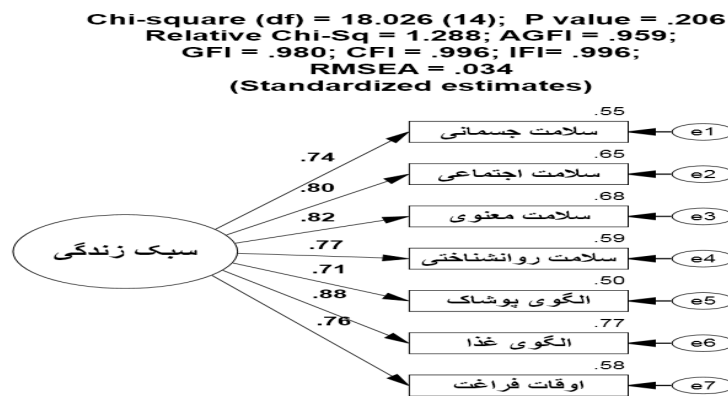 Chi-square (df) = 18.026 (14); P value = .206
Relative Chi-Sq = 1.288; AGFI = .959;
GFI = .980; CFI = .996; IFI= .996;
RMSEA = .034
(Standardized estimates)
.55
سلامت جسمانی
e1
.74
.65
سلامت اجتماعی
e2
.80
.68
سلامت معنوی
e3
.82
سبک زندگی
.59
سلامت روانشناختی
e4
.77
.50
الگوی پوشاک
e5
.71
.77
الگوی غذا
e6
.88
.58
اوقات فراغت
e7
.76